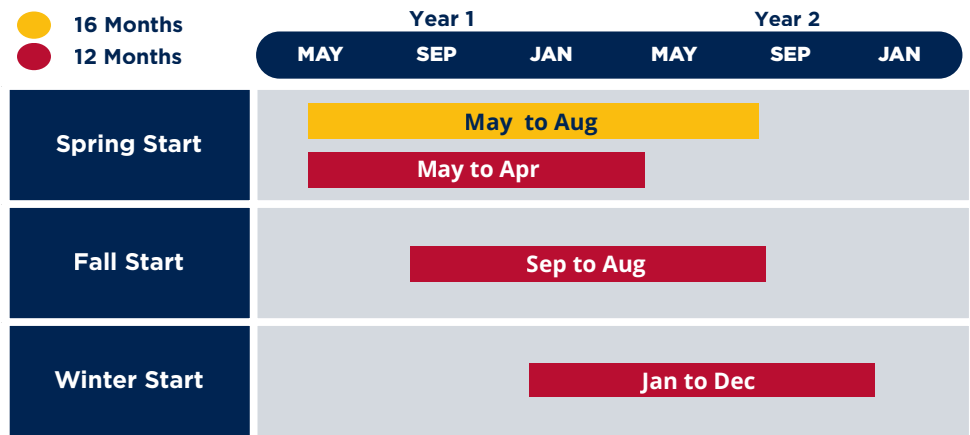 16 Months
12 Months
Year 1
Year 2
MAY SEP JAN MAY SEP JAN
Spring Start
May to Aug
May to Apr
Fall Start
Sep to Aug
Winter Start
Jan to Dec